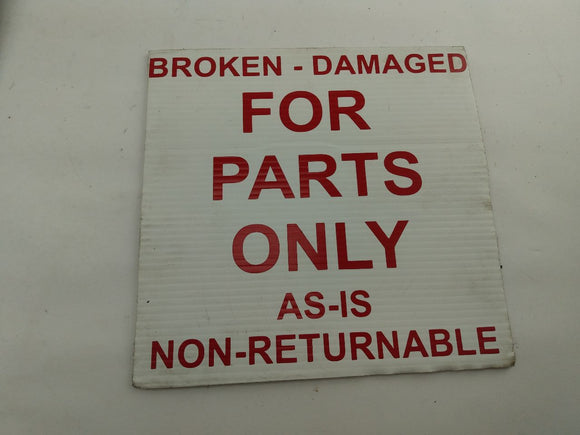 BROKEN - DAMAGED
FOR
PARTS
ONLY
AS-IS
NON-RETURNABLE